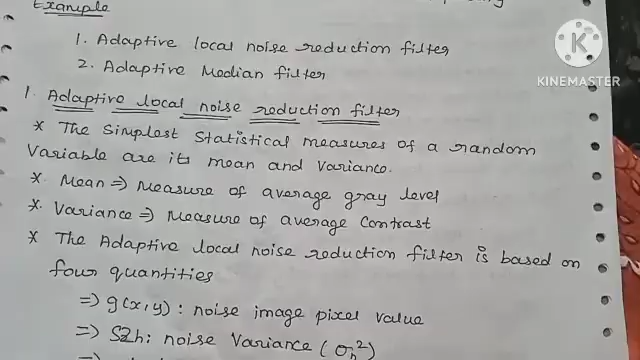 Example
1. Adaptive local noise reduction filter
2. Adaptive Median filter
KINEMASTER
1. Adaptive local noise reduction filter
* The Simplest Statistical measures of a random
Variable are its mean and Variance.
* Mean => Measure of average gray level
* Variance => Measure of average Contrast
* The Adaptive local noise reduction filter is based on
four quantities
=> g(x,y): noise image pixel value
=> S2h: noise Variance (σn²)